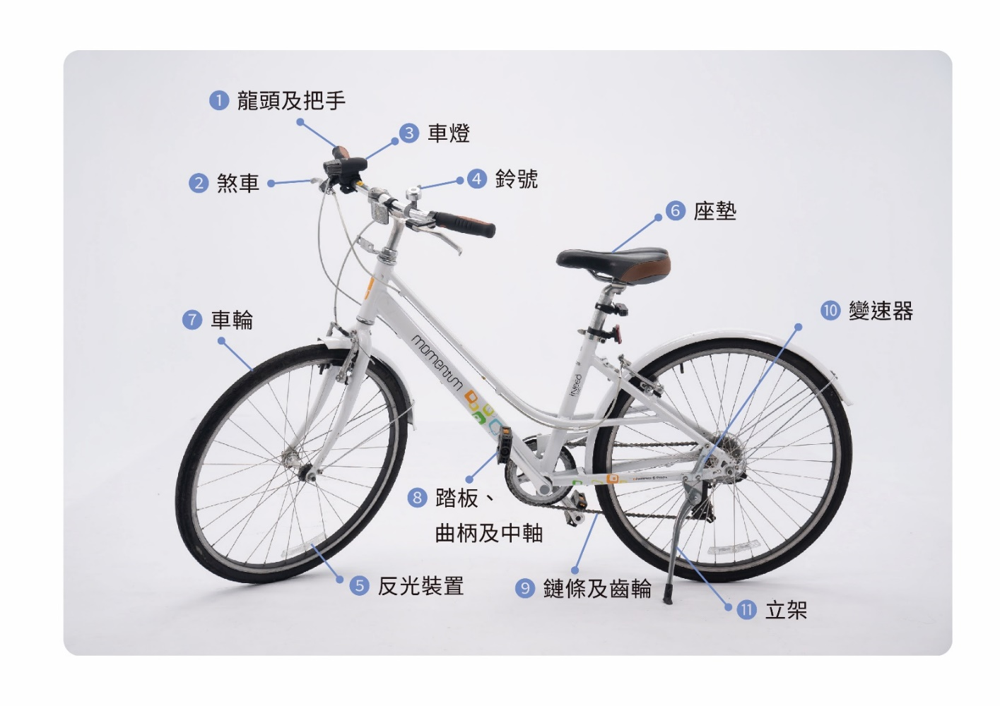 1 龍頭及把手
3 車燈
2 煞車
4 鈴號
6 座墊
10 變速器
7 車輪
momentum
iNeed
8 踏板、
曲柄及中軸
5 反光裝置
9 鏈條及齒輪
11 立架